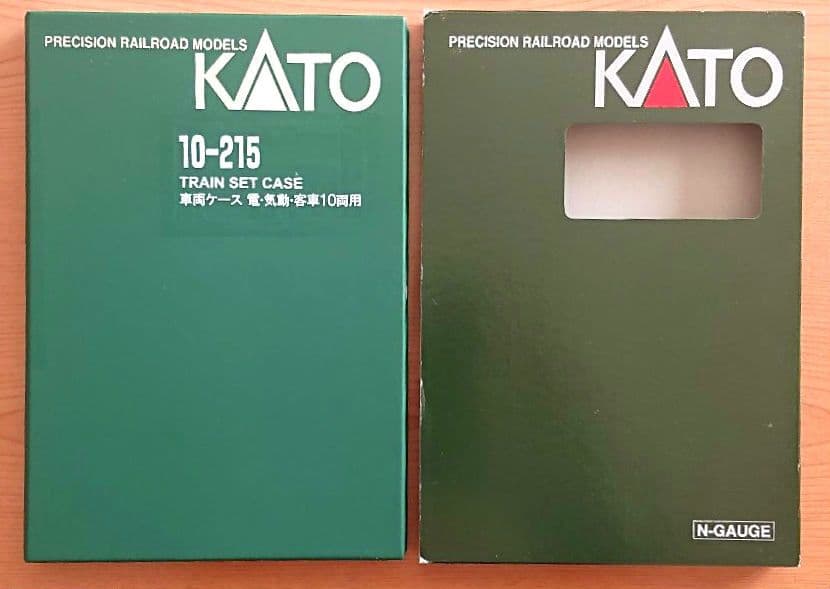 PRECISION RAILROAD MODELS
KATO
10-215
TRAIN SET CASE
車両ケース 電・気動・客車10両用
PRECISION RAILROAD MODELS
KATO
N-GAUGE